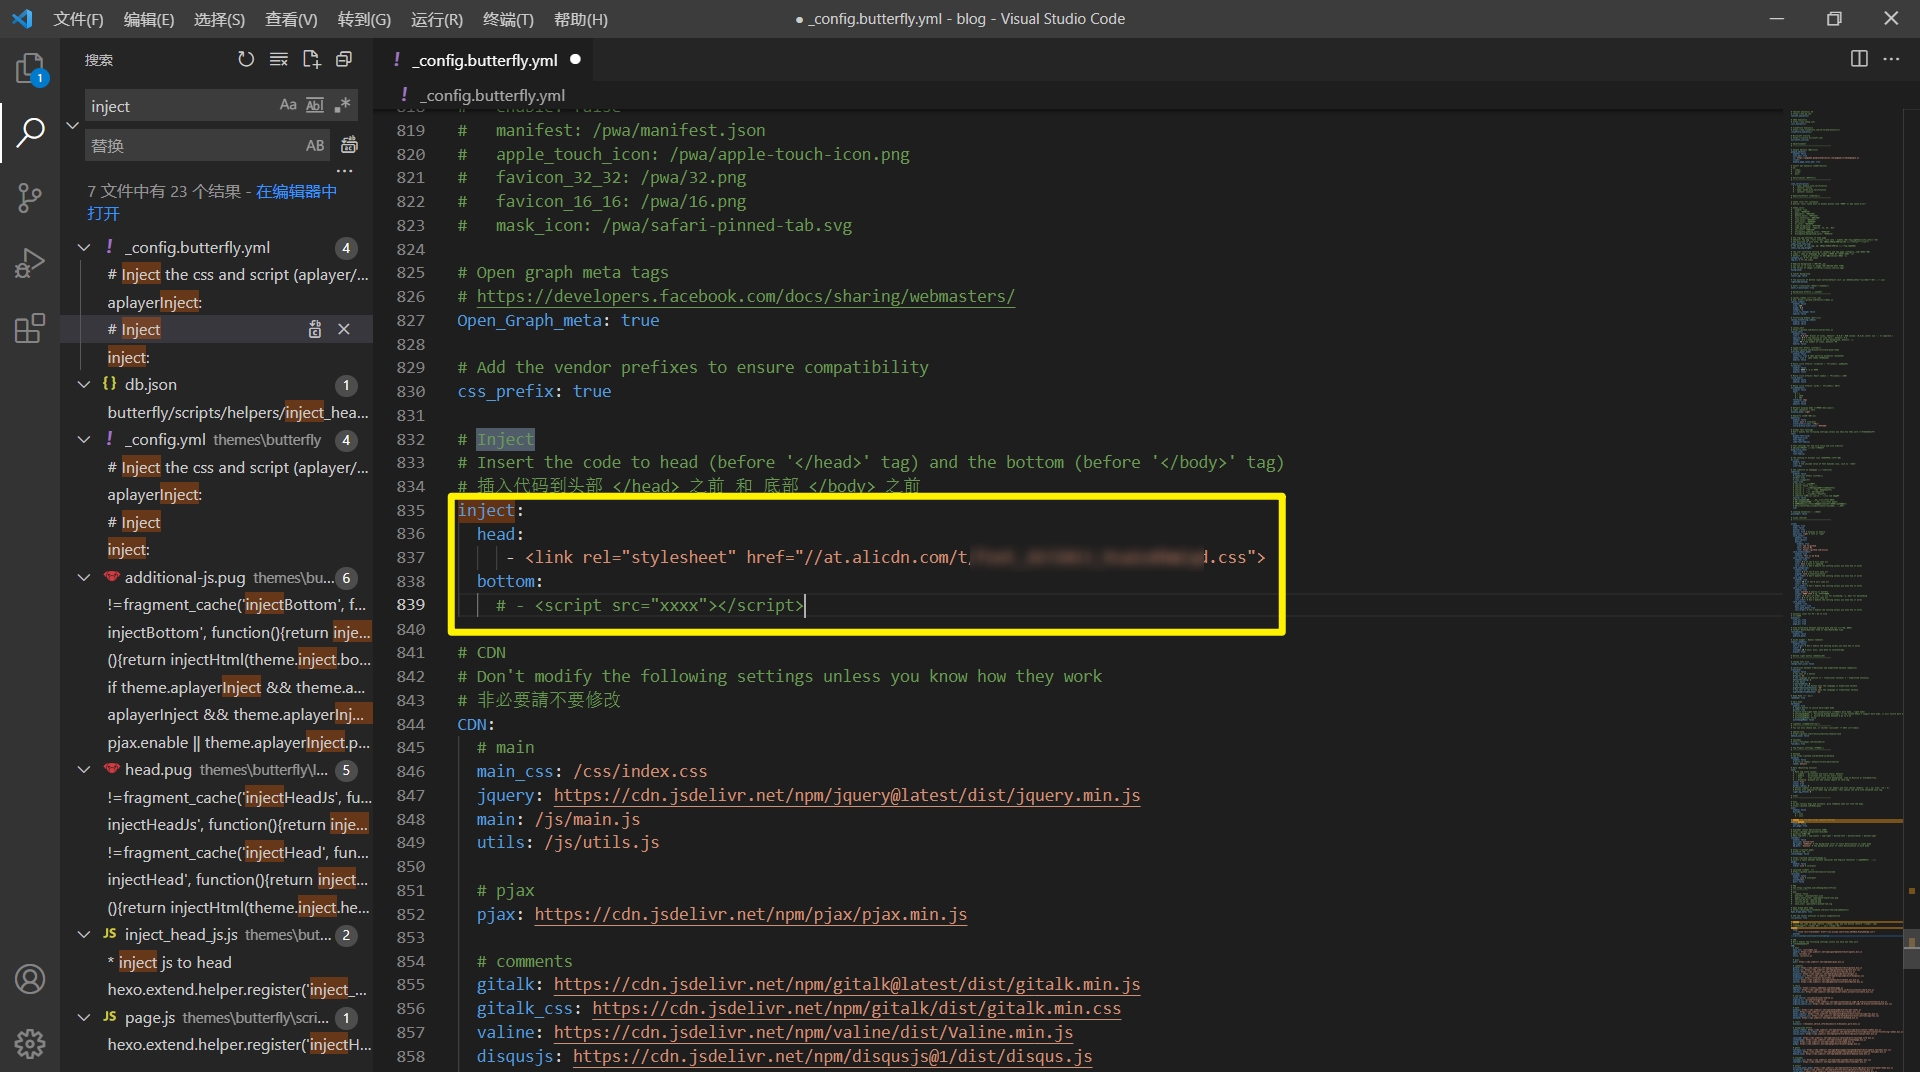 文件(F) 编辑(E) 选择(S) 查看(V) 转到(G) 运行(R) 终端(T) 帮助(H)
● _config.butterfly.yml - blog - Visual Studio Code
1
搜索
inject
Aa Abl .*
替换
AB
...
7 文件中有 23 个结果 - 在编辑器中
打开
! _config.butterfly.yml 4
# Inject the css and script (aplayer/...
aplayerInject:
# Inject
inject:
{} db.json 1
butterfly/scripts/helpers/inject_hea...
! _config.yml themes\butterfly 4
# Inject the css and script (aplayer/...
aplayerInject:
# Inject
inject:
additional-js.pug themes\bu... 6
!=fragment_cache('injectBottom', f...
injectBottom', function(){return inje...
(){return injectHtml(theme.inject.bo...
if theme.aplayerInject && theme.a...
aplayerInject && theme.aplayerInj...
pjax.enable || theme.aplayerInject.p...
head.pug themes\butterfly\l... 5
!=fragment_cache('injectHeadJs', fu...
injectHeadJs', function(){return inje...
!=fragment_cache('injectHead', fun...
injectHead', function(){return inject...
(){return injectHtml(theme.inject.he...
JS inject_head_js.js themes\but... 2
* inject js to head
hexo.extend.helper.register('inject_...
JS page.js themes\butterfly\scri... 1
hexo.extend.helper.register('injectH...
! _config.butterfly.yml ●
! _config.butterfly.yml
818 # enable: false
819 # manifest: /pwa/manifest.json
820 # apple_touch_icon: /pwa/apple-touch-icon.png
821 # favicon_32_32: /pwa/32.png
822 # favicon_16_16: /pwa/16.png
823 # mask_icon: /pwa/safari-pinned-tab.svg
824
825 # Open graph meta tags
826 # https://developers.facebook.com/docs/sharing/webmasters/
827 Open_Graph_meta: true
828
829 # Add the vendor prefixes to ensure compatibility
830 css_prefix: true
831
832 # Inject
833 # Insert the code to head (before '</head>' tag) and the bottom (before '</body>' tag)
834 # 插入代码到头部 </head> 之前 和 底部 </body> 之前
835 inject:
836 head:
837 - <link rel="stylesheet" href="//at.alicdn.com/t/ d.css">
838 bottom:
839 # - <script src="xxxx"></script>
840
841 # CDN
842 # Don't modify the following settings unless you know how they work
843 # 非必要請不要修改
844 CDN:
845 # main
846 main_css: /css/index.css
847 jquery: https://cdn.jsdelivr.net/npm/jquery@latest/dist/jquery.min.js
848 main: /js/main.js
849 utils: /js/utils.js
850
851 # pjax
852 pjax: https://cdn.jsdelivr.net/npm/pjax/pjax.min.js
853
854 # comments
855 gitalk: https://cdn.jsdelivr.net/npm/gitalk@latest/dist/gitalk.min.js
856 gitalk_css: https://cdn.jsdelivr.net/npm/gitalk/dist/gitalk.min.css
857 valine: https://cdn.jsdelivr.net/npm/valine/dist/Valine.min.js
858 disqusjs: https://cdn.jsdelivr.net/npm/disqusjs@1/dist/disqus.js